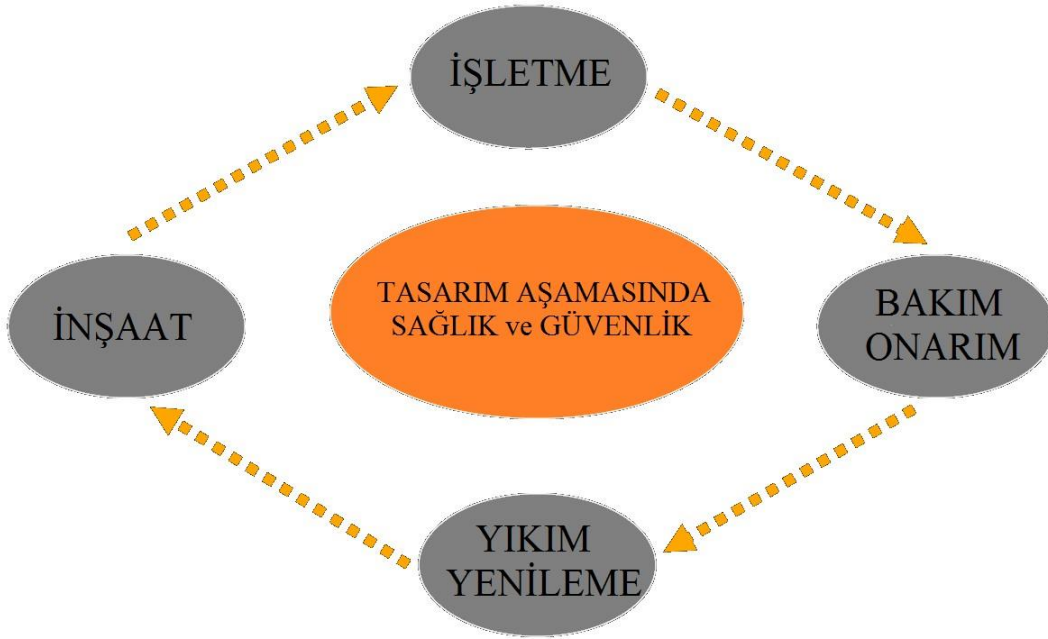 İŞLETME
TASARIM AŞAMASINDA
SAĞLIK ve GÜVENLİK
İNŞAAT
BAKIM
ONARIM
YIKIM
YENİLEME